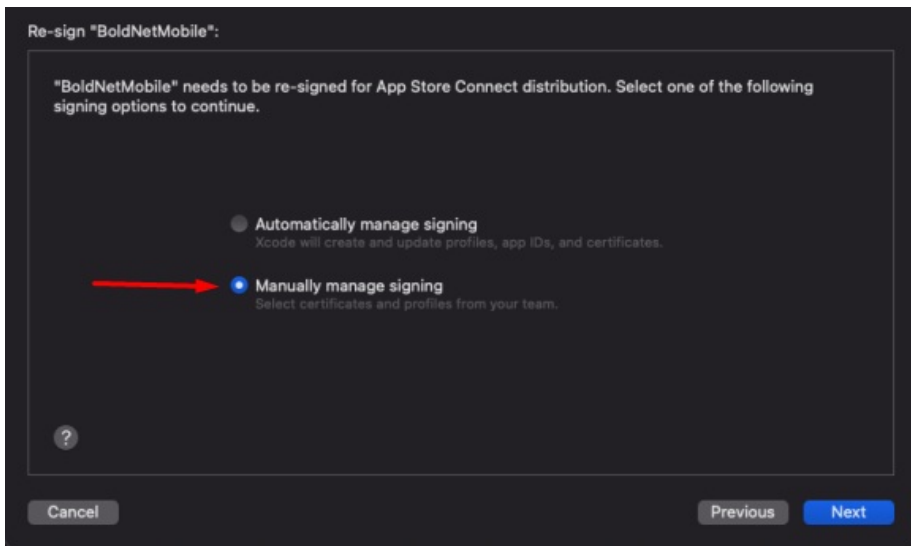 Re-sign "BoldNetMobile":
"BoldNetMobile" needs to be re-signed for App Store Connect distribution. Select one of the following
signing options to continue.
Automatically manage signing
Xcode will create and update profiles, app IDs, and certificates.
Manually manage signing
Select certificates and profiles from your team.
?
Cancel
Previous
Next